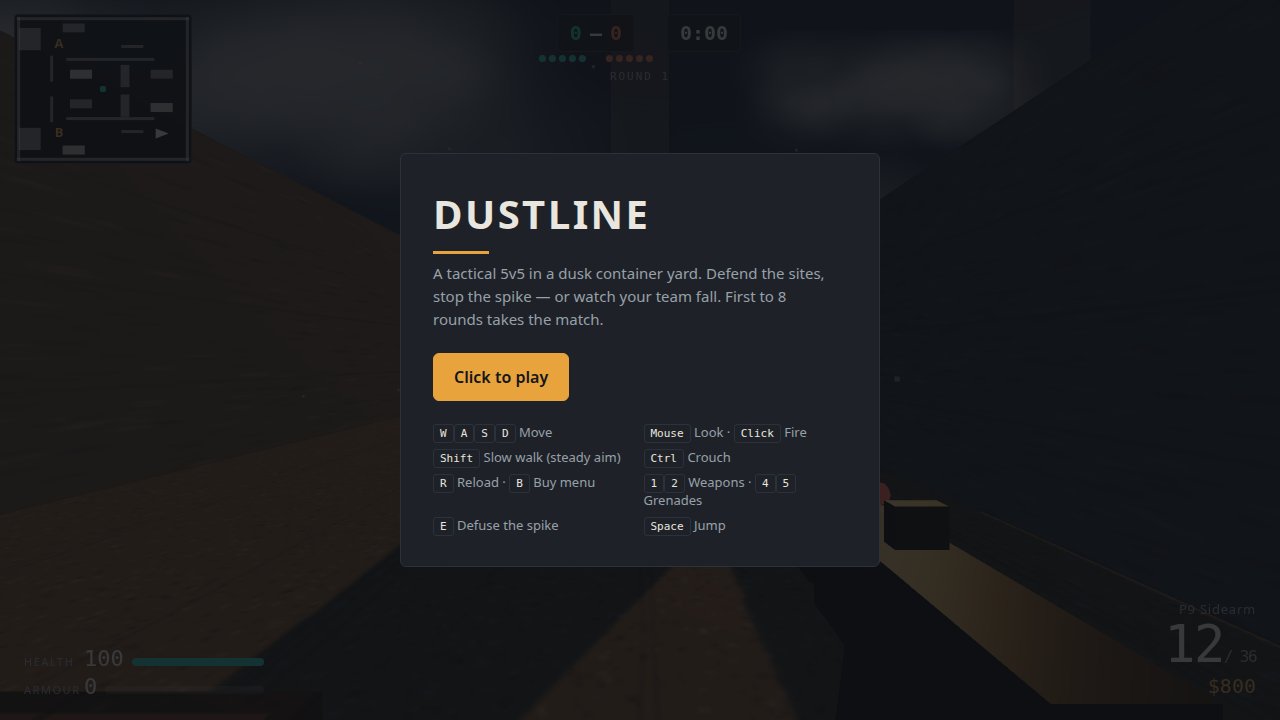 A
B
0 — 0
0:00
ROUND 1
DUSTLINE
A tactical 5v5 in a dusk container yard. Defend the sites,
stop the spike — or watch your team fall. First to 8
rounds takes the match.
Click to play
W A S D Move
Mouse Look · Click Fire
Shift Slow walk (steady aim)
Ctrl Crouch
R Reload · B Buy menu
1 2 Weapons · 4 5
Grenades
E Defuse the spike
Space Jump
HEALTH 100
ARMOUR 0
P9 Sidearm
12 / 36
$800